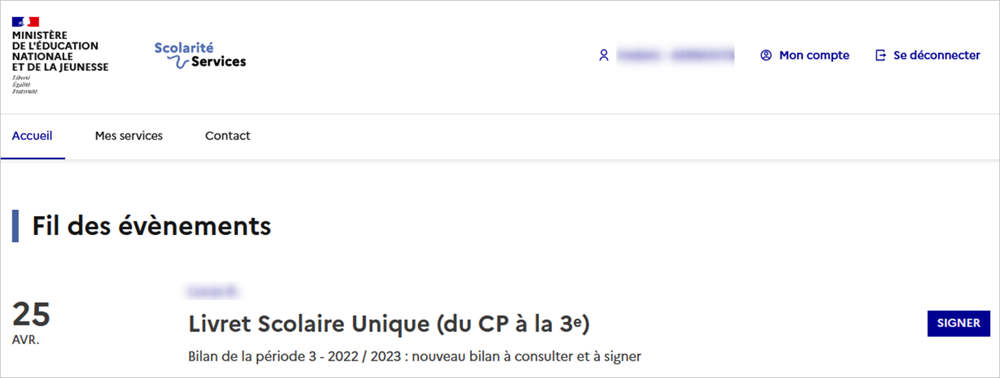 MINISTÈRE
DE L'ÉDUCATION
NATIONALE
ET DE LA JEUNESSE
Liberté
Égalité
Fraternité
Scolarité
Services
Mon compte
Se déconnecter
Accueil
Mes services
Contact
Fil des évènements
25
AVR.
Livret Scolaire Unique (du CP à la 3ᵉ)
SIGNER
Bilan de la période 3 - 2022 / 2023 : nouveau bilan à consulter et à signer